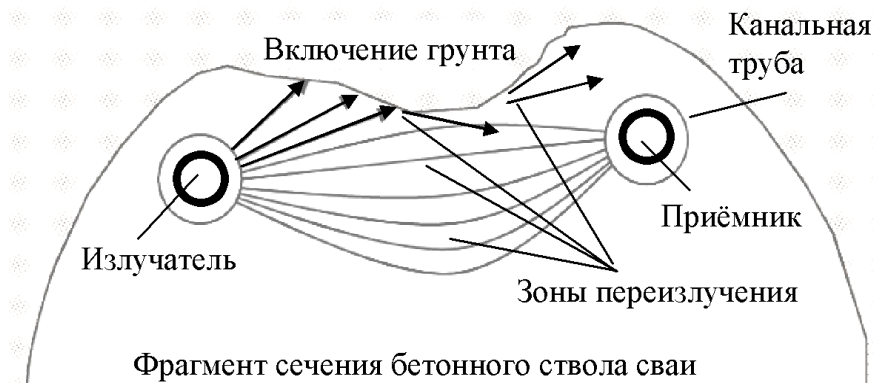 Включение грунта
Канальная
труба
Приёмник
Излучатель
Зоны переизлучения
Фрагмент сечения бетонного ствола сваи